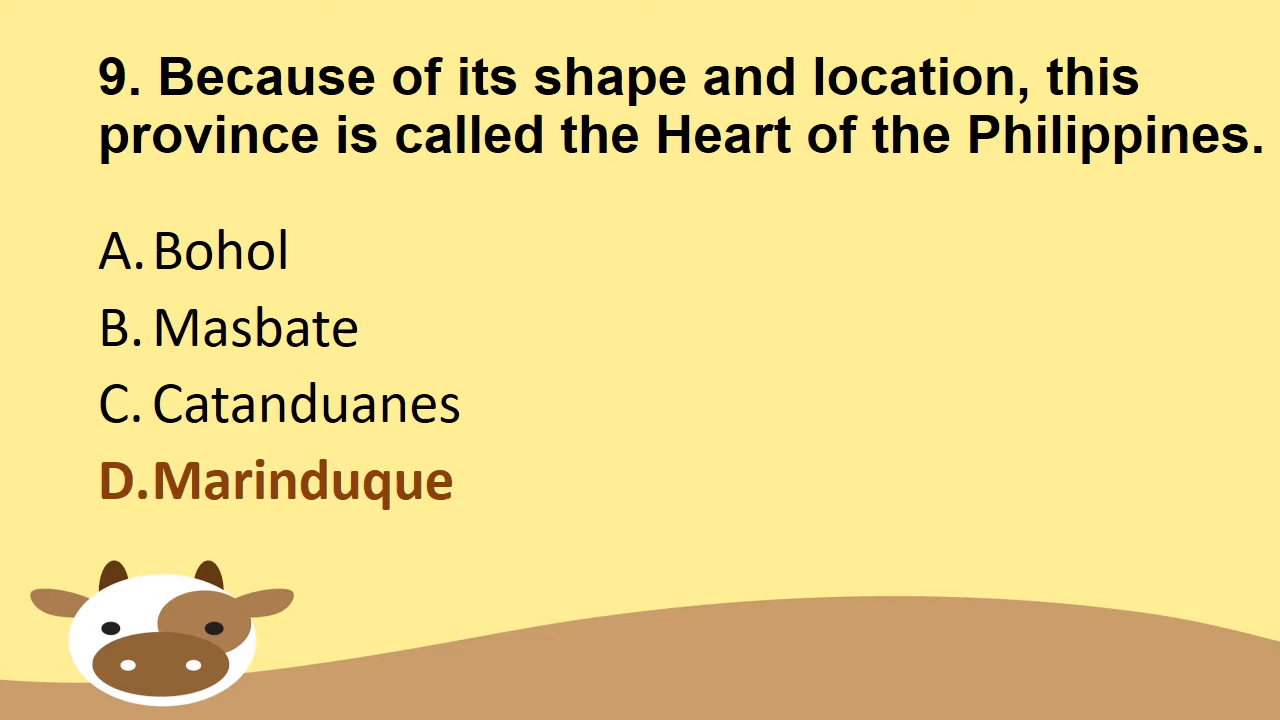 9. Because of its shape and location, this
province is called the Heart of the Philippines.
A. Bohol
B. Masbate
C. Catanduanes
D. Marinduque